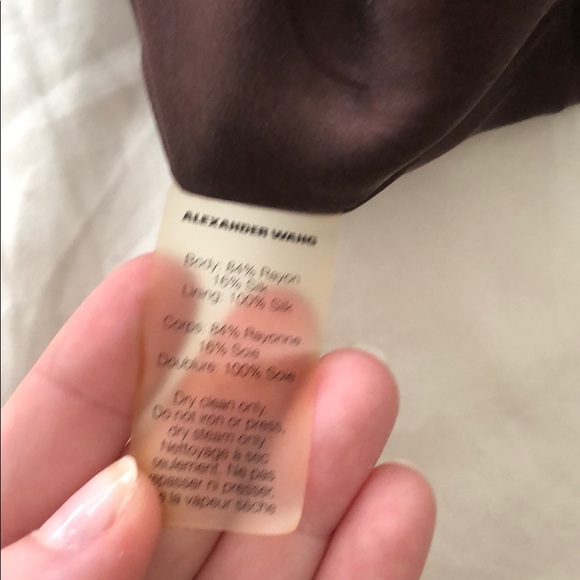 ALEXANDER WANG
Body: 84% Rayon
16% Silk
Lining: 100% Silk
Corps: 84% Rayonne
16% Soie
Doublure: 100% Soie
Dry clean only.
Do not iron or press,
dry steam only
Nettoyage à sec
seulement. Ne pas
repasser ni presser,
à la vapeur sèche